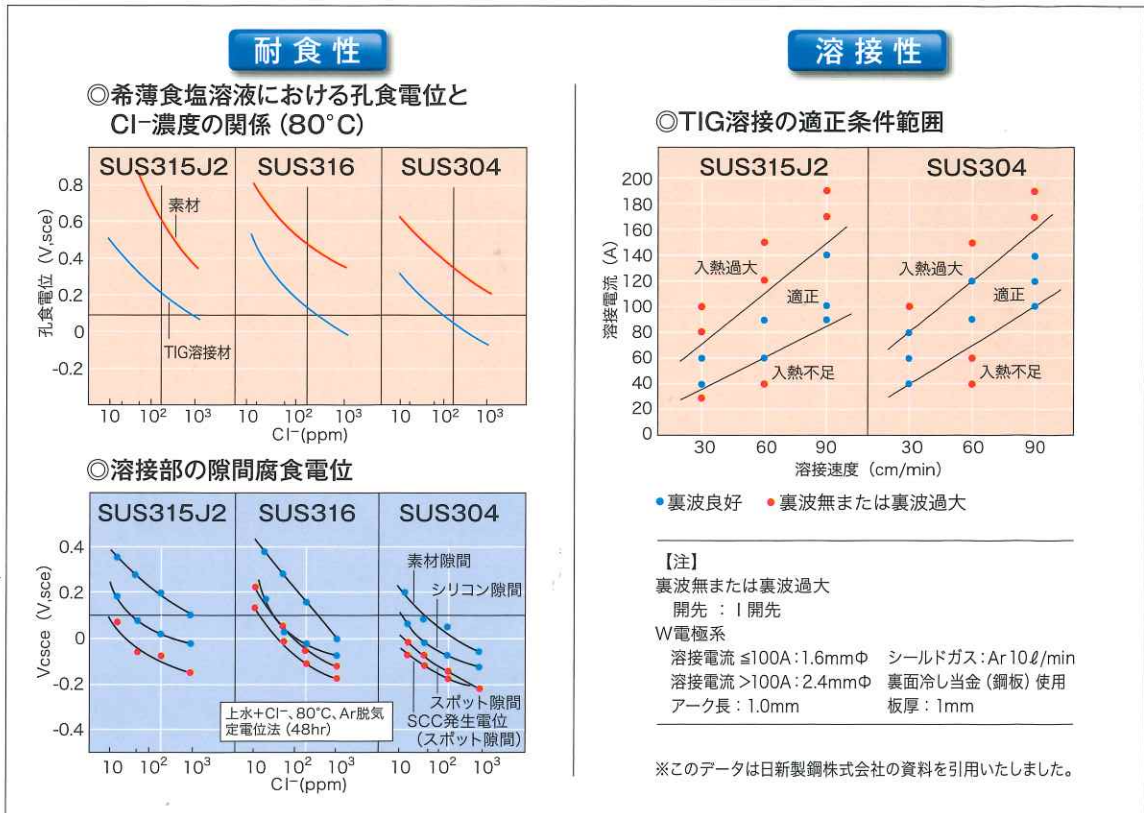 耐食性
◎希薄食塩溶液における孔食電位と
Cl⁻濃度の関係（80°C）
SUS315J2 SUS316 SUS304
孔食電位（V,sce）
0.8
0.6
0.4
0.2
0
-0.2
素材
TIG溶接材
10 10² 10³ 10 10² 10³ 10 10² 10³
Cl⁻(ppm)
◎溶接部の隙間腐食電位
SUS315J2 SUS316 SUS304
Vcsce（V,sce）
0.4
0.2
0
-0.2
-0.4
素材隙間
シリコン隙間
スポット隙間
SCC発生電位
（スポット隙間）
上水+Cl⁻、80℃、Ar脱気
定電位法（48hr）
10 10² 10³ 10 10² 10³ 10 10² 10³
Cl⁻(ppm)
溶接性
◎TIG溶接の適正条件範囲
SUS315J2 SUS304
溶接電流（A）
200
180
160
140
120
100
80
60
40
20
0
入熱過大 適正 入熱不足
入熱過大 適正 入熱不足
30 60 90 30 60 90
溶接速度（cm/min）
●裏波良好 ●裏波無または裏波過大
【注】
裏波無または裏波過大
開先：I開先
W電極系
溶接電流≦100A：1.6mmΦ シールドガス：Ar 10ℓ/min
溶接電流＞100A：2.4mmΦ 裏面冷し当金（鋼板）使用
アーク長：1.0mm 板厚：1mm
※このデータは日新製鋼株式会社の資料を引用いたしました。